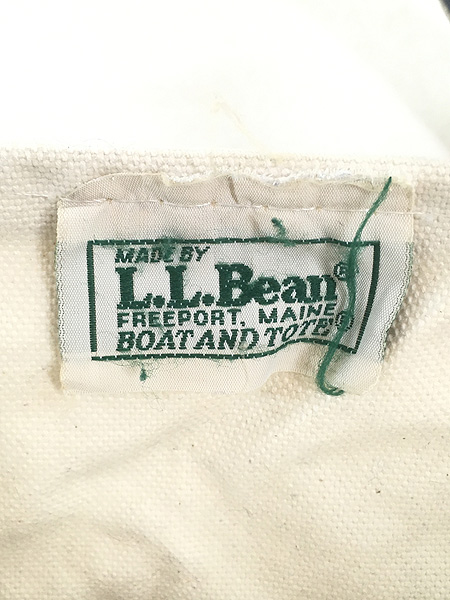 MADE BY
L.L.Bean®
FREEPORT, MAINE
BOAT AND TOTE®